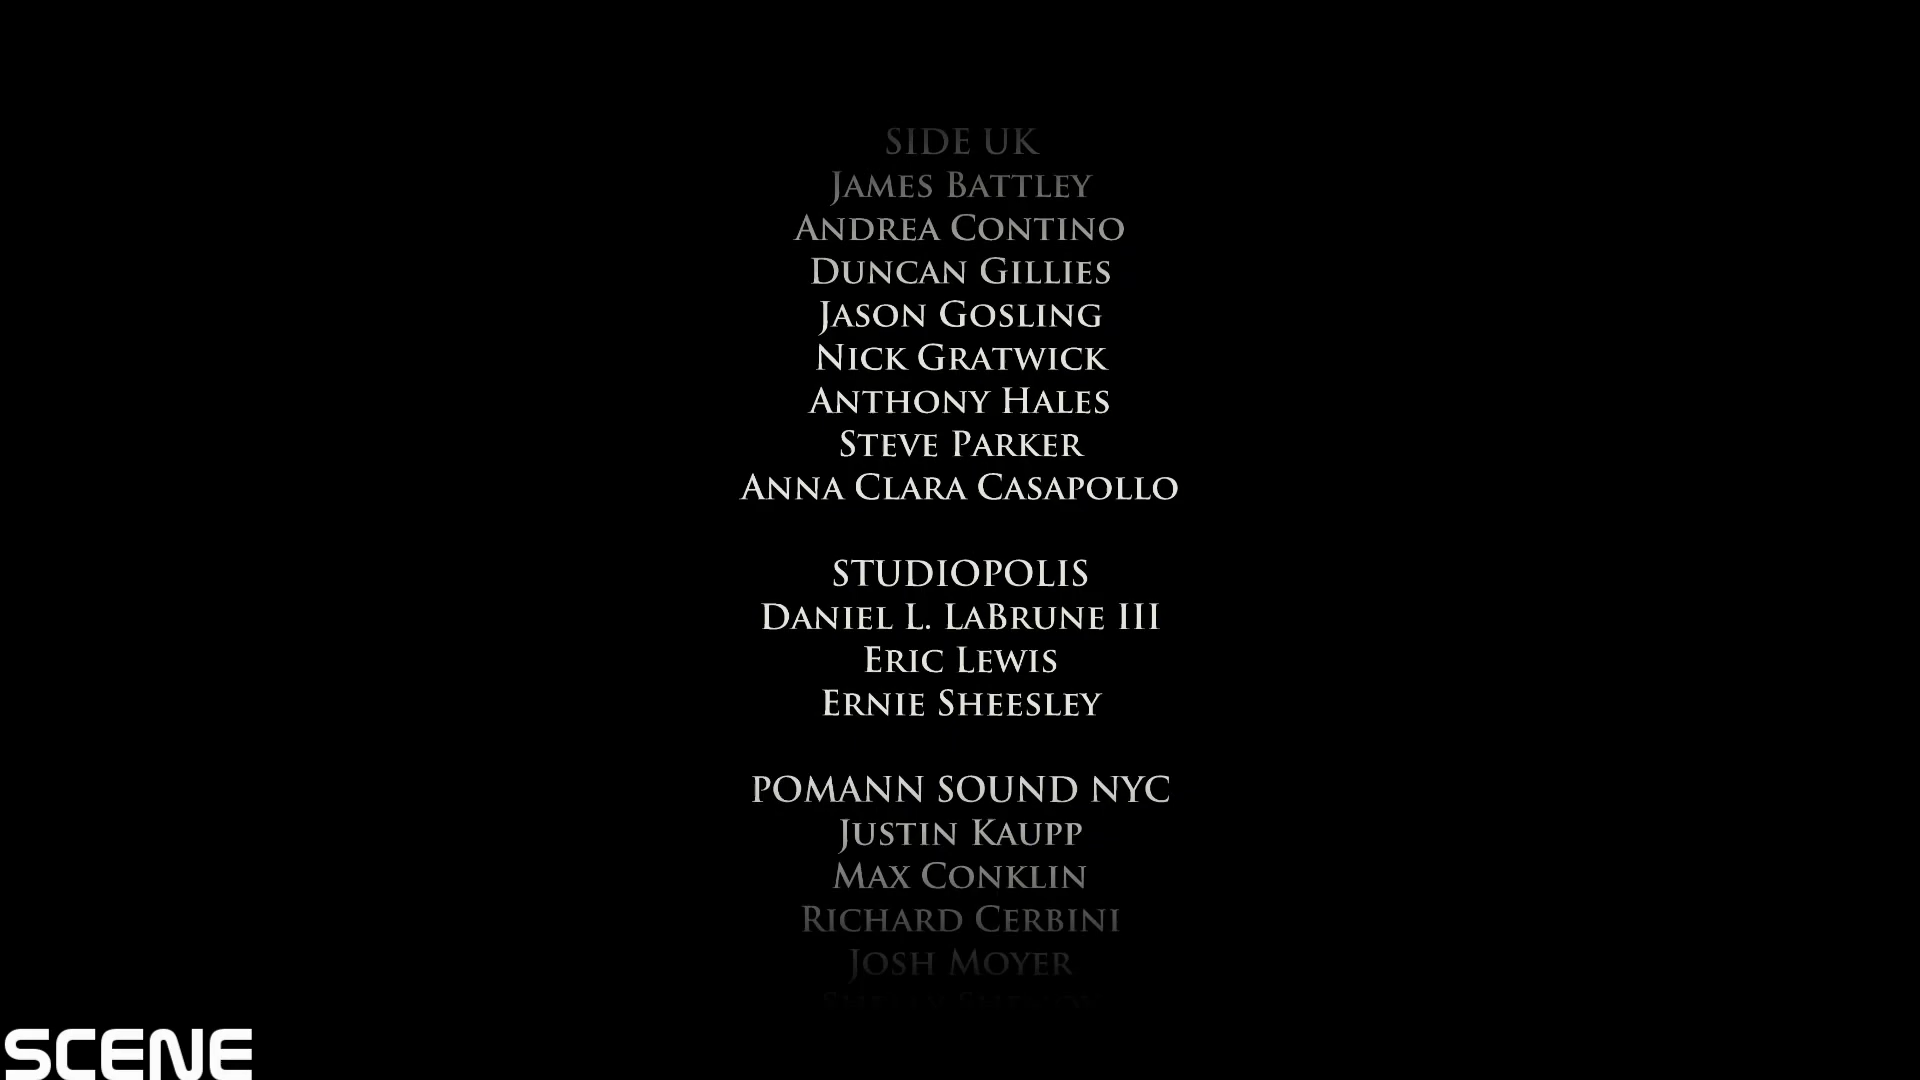 SIDE UK
James Battley
Andrea Contino
Duncan Gillies
Jason Gosling
Nick Gratwick
Anthony Hales
Steve Parker
Anna Clara Casapollo
STUDIOPOLIS
Daniel L. LaBrune III
Eric Lewis
Ernie Sheesley
POMANN SOUND NYC
Justin Kaupp
Max Conklin
Richard Cerbini
Josh Moyer
SCENE